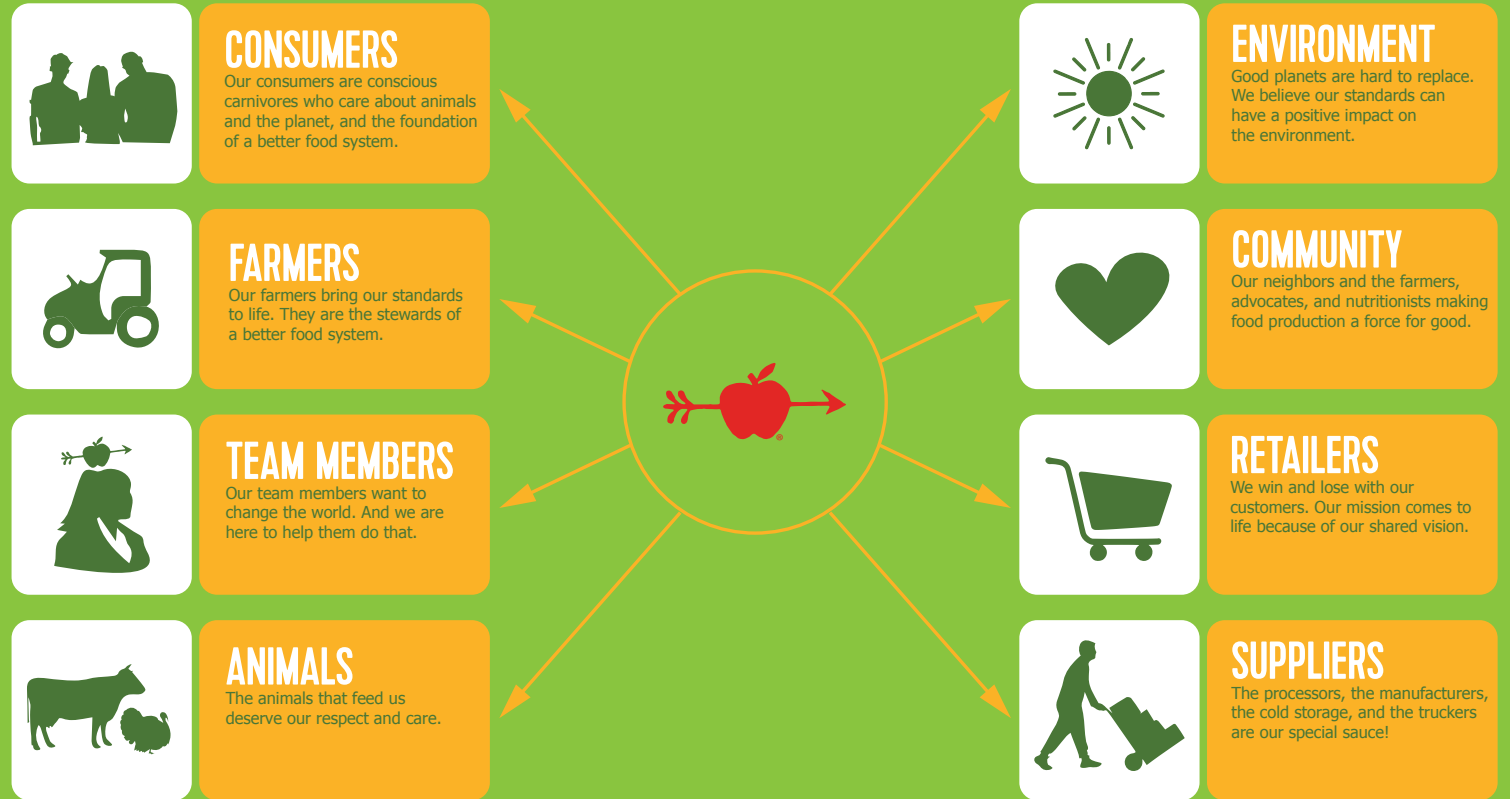 CONSUMERS
Our consumers are conscious
carnivores who care about animals
and the planet, and the foundation
of a better food system.
FARMERS
Our farmers bring our standards
to life. They are the stewards of
a better food system.
TEAM MEMBERS
Our team members want to
change the world. And we are
here to help them do that.
ANIMALS
The animals that feed us
deserve our respect and care.
®
ENVIRONMENT
Good planets are hard to replace.
We believe our standards can
have a positive impact on
the environment.
COMMUNITY
Our neighbors and the farmers,
advocates, and nutritionists making
food production a force for good.
RETAILERS
We win and lose with our
customers. Our mission comes to
life because of our shared vision.
SUPPLIERS
The processors, the manufacturers,
the cold storage, and the truckers
are our special sauce!